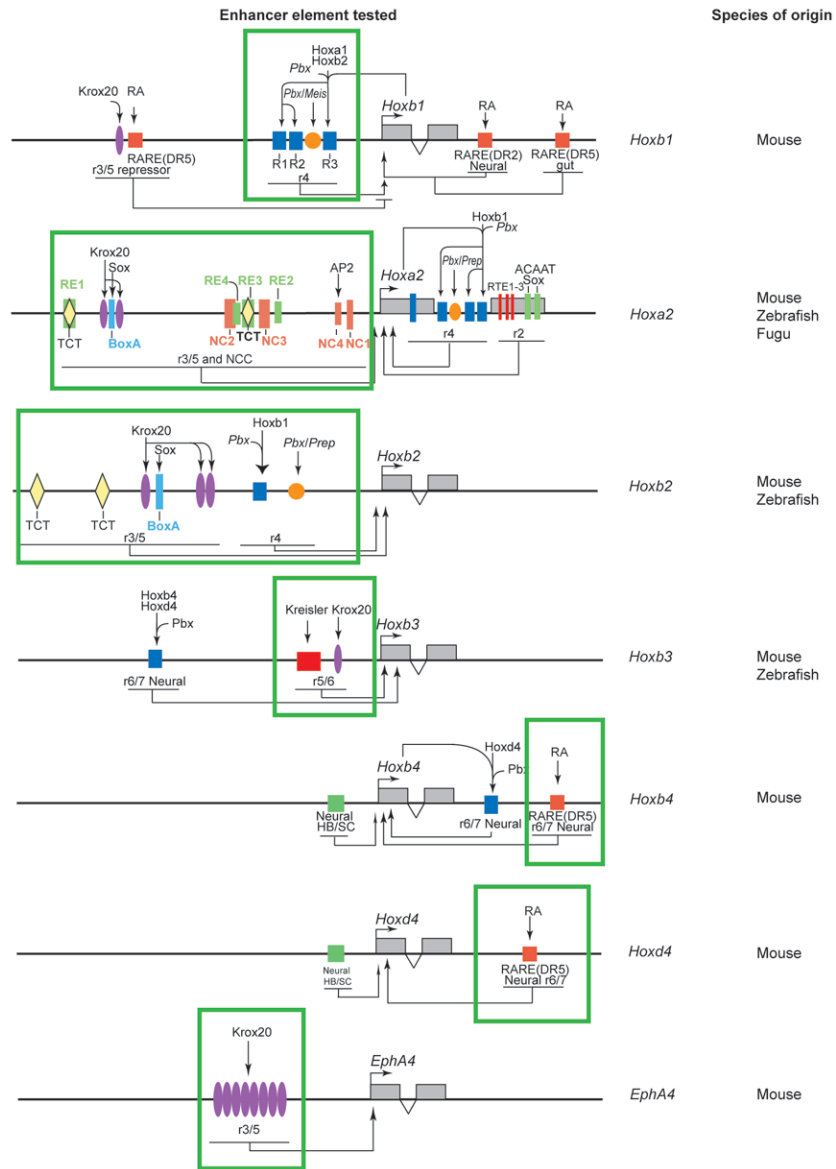 Enhancer element tested
Species of origin
Hoxa1
Hoxb2
Pbx
Krox20
RA
Pbx/Meis
Hoxb1
RA
RA
Hoxb1
Mouse
RARE(DR5)
r3/5 repressor
R1
R2
R3
r4
RARE(DR2)
Neural
RARE(DR5)
gut
Hoxb1
Pbx
Krox20
Sox
RE1
RE4
RE3
RE2
AP2
Hoxa2
Pbx/Prep
RTE1-3
ACAAT
Sox
Hoxa2
Mouse
Zebrafish
Fugu
TCT
BoxA
NC2
TCT
NC3
NC4
NC1
r3/5 and NCC
r4
r2
Krox20
Sox
Hoxb1
Pbx
Pbx/Prep
Hoxb2
Hoxb2
Mouse
Zebrafish
TCT
TCT
BoxA
r3/5
r4
Hoxb4
Hoxd4
Pbx
Kreisler Krox20
Hoxb3
Hoxb3
Mouse
Zebrafish
r6/7 Neural
r5/6
Hoxb4
Hoxd4
Pbx
RA
Hoxb4
Mouse
Neural
HB/SC
r6/7 Neural
RARE(DR5)
r6/7 Neural
Hoxd4
RA
Hoxd4
Mouse
Neural
HB/SC
RARE(DR5)
Neural r6/7
Krox20
EphA4
EphA4
Mouse
r3/5